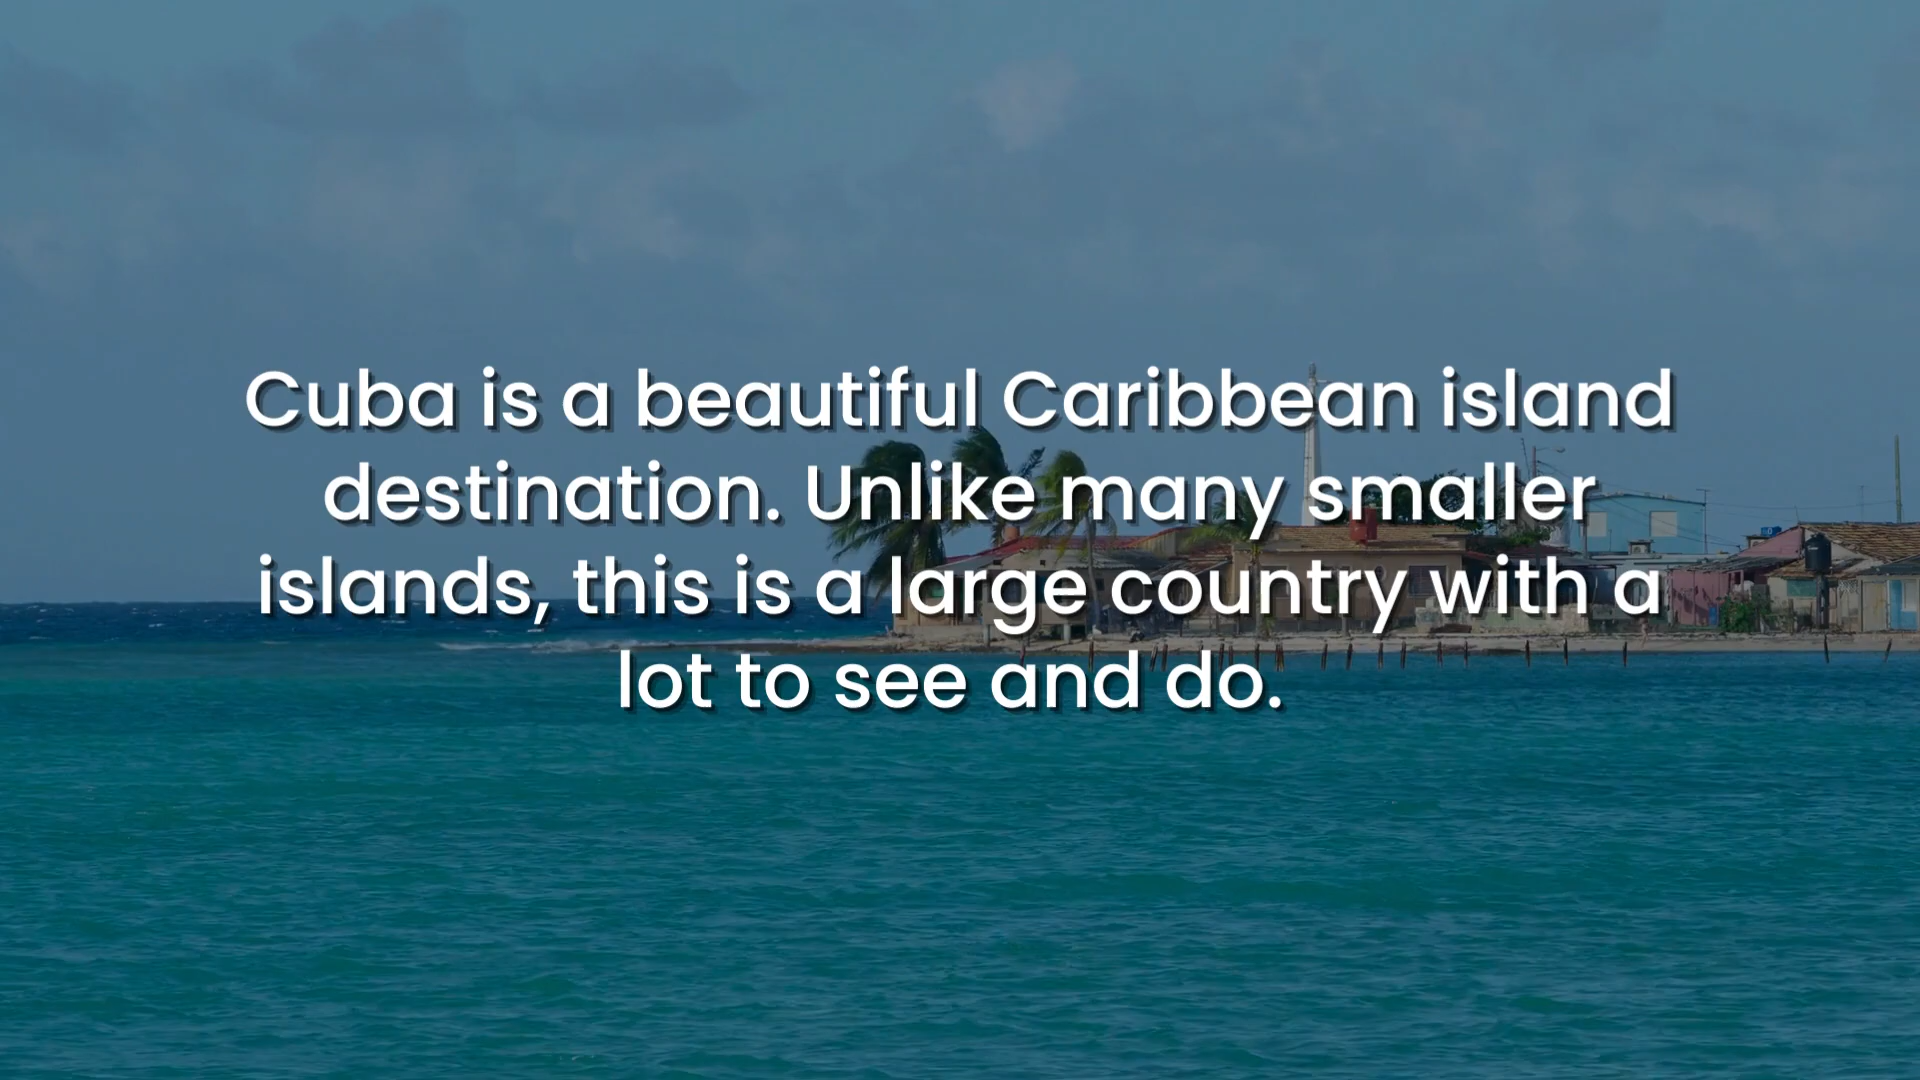 Cuba is a beautiful Caribbean island
destination. Unlike many smaller
islands, this is a large country with a
lot to see and do.